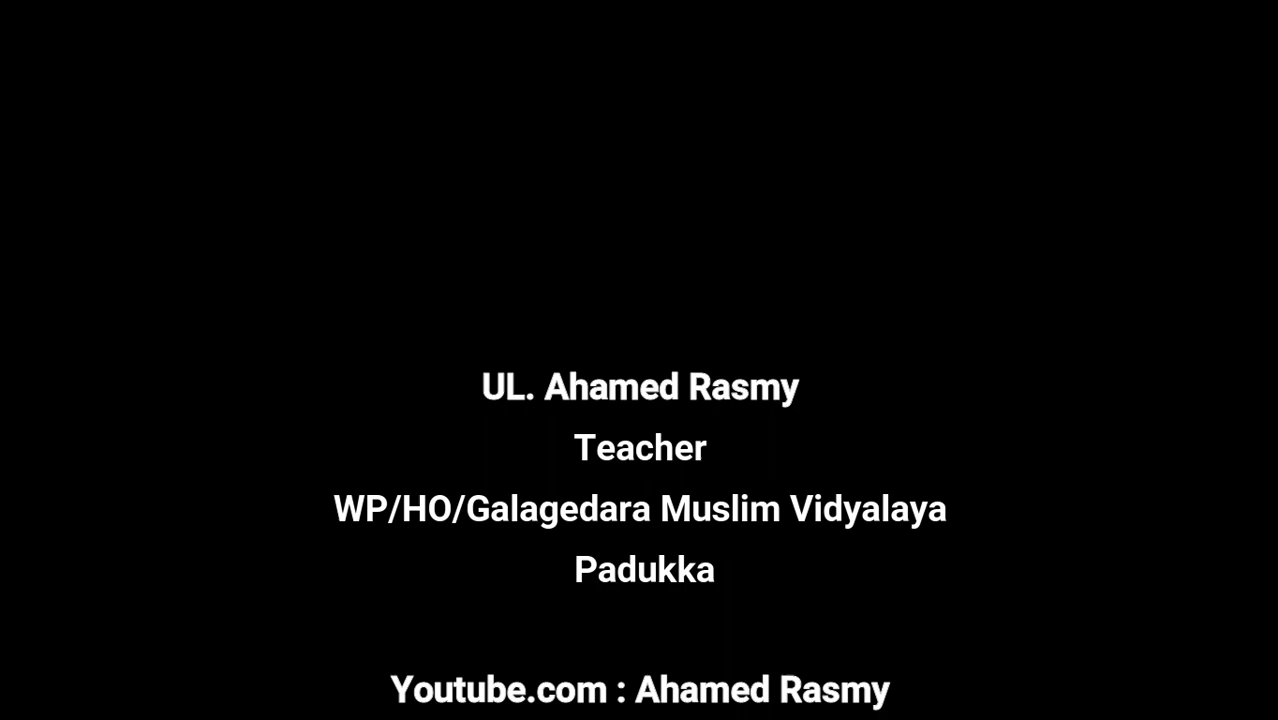 UL. Ahamed Rasmy
Teacher
WP/HO/Galagedara Muslim Vidyalaya
Padukka
Youtube.com : Ahamed Rasmy